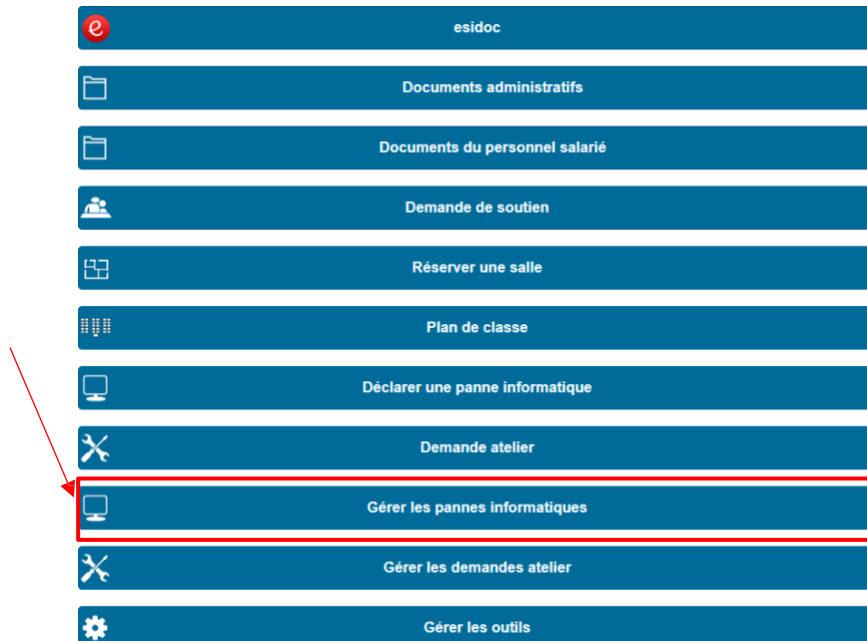 esidoc
Documents administratifs
Documents du personnel salarié
Demande de soutien
Réserver une salle
Plan de classe
Déclarer une panne informatique
Demande atelier
Gérer les pannes informatiques
Gérer les demandes atelier
Gérer les outils